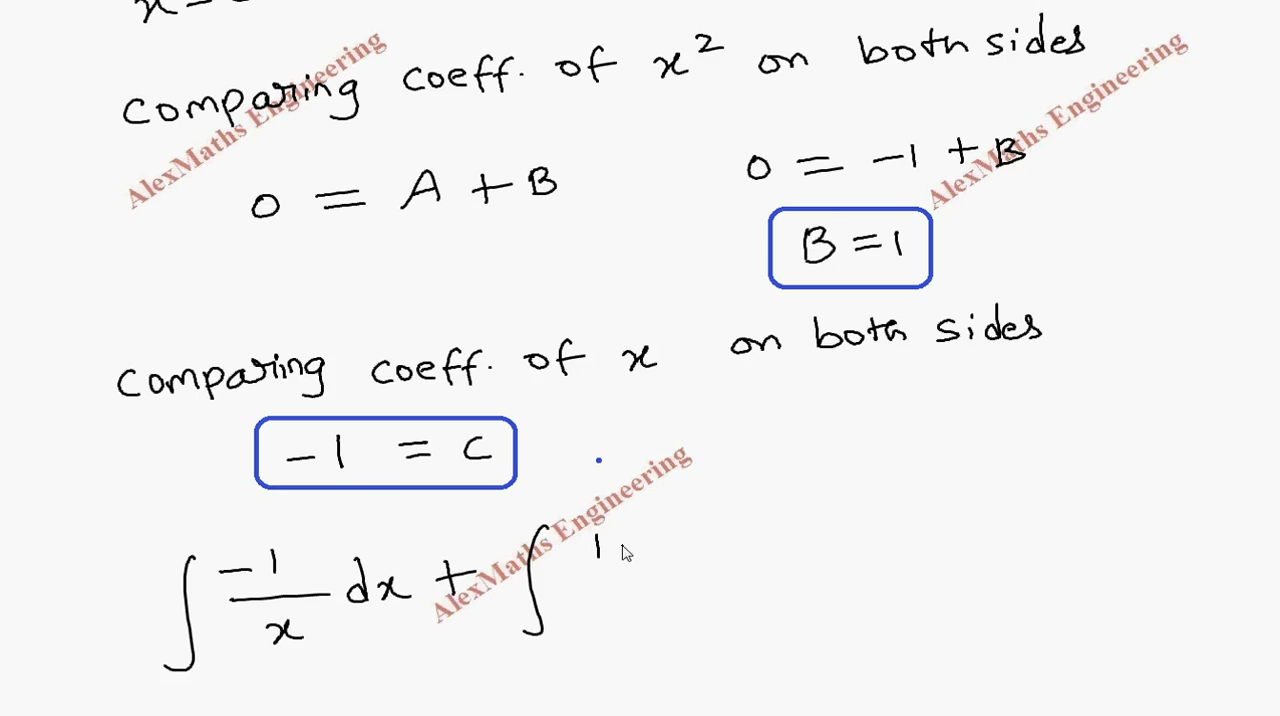 Comparing coeff. of x² on both sides
0 = A + B
0 = -1 + B
B = 1
Comparing coeff. of x on both sides
-1 = C
∫ -1/x dx + ∫ 1
AlexMaths Engineering
AlexMaths Engineering
AlexMaths Engineering